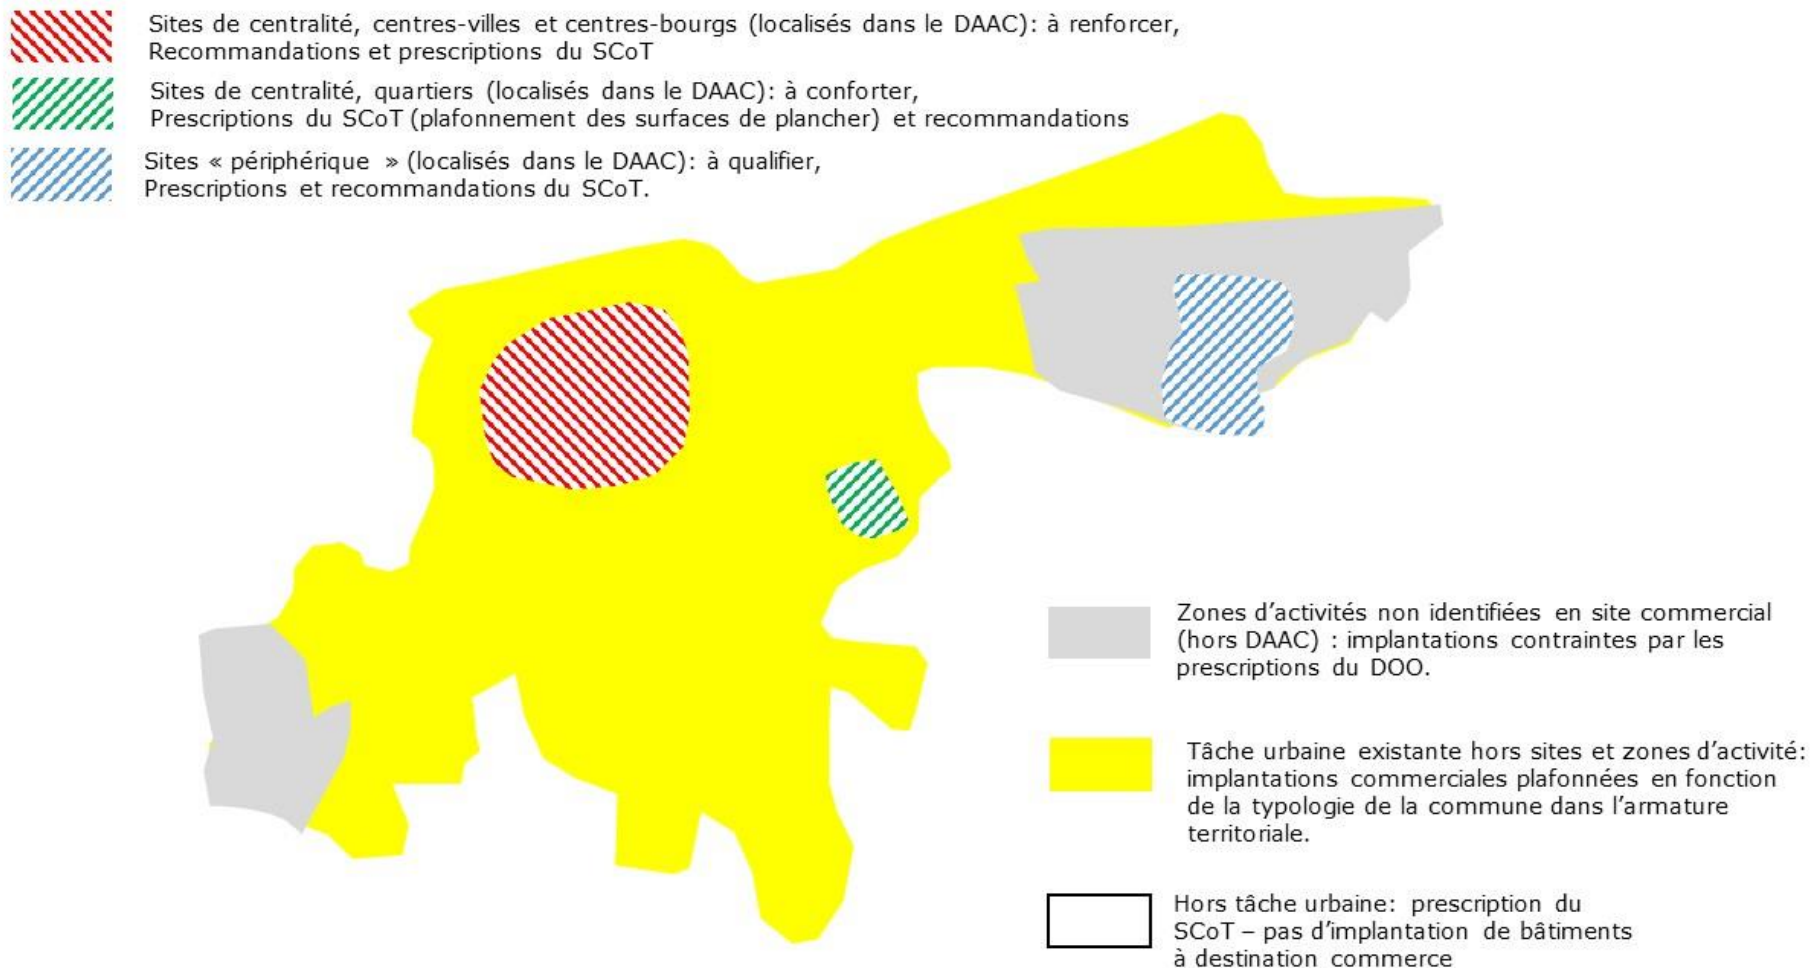 Sites de centralité, centres-villes et centres-bourgs (localisés dans le DAAC): à renforcer,
Recommandations et prescriptions du SCoT
Sites de centralité, quartiers (localisés dans le DAAC): à conforter,
Prescriptions du SCoT (plafonnement des surfaces de plancher) et recommandations
Sites « périphérique » (localisés dans le DAAC): à qualifier,
Prescriptions et recommandations du SCoT.
Zones d’activités non identifiées en site commercial
(hors DAAC) : implantations contraintes par les
prescriptions du DOO.
Tâche urbaine existante hors sites et zones d’activité:
implantations commerciales plafonnées en fonction
de la typologie de la commune dans l’armature
territoriale.
Hors tâche urbaine: prescription du
SCoT – pas d’implantation de bâtiments
à destination commerce